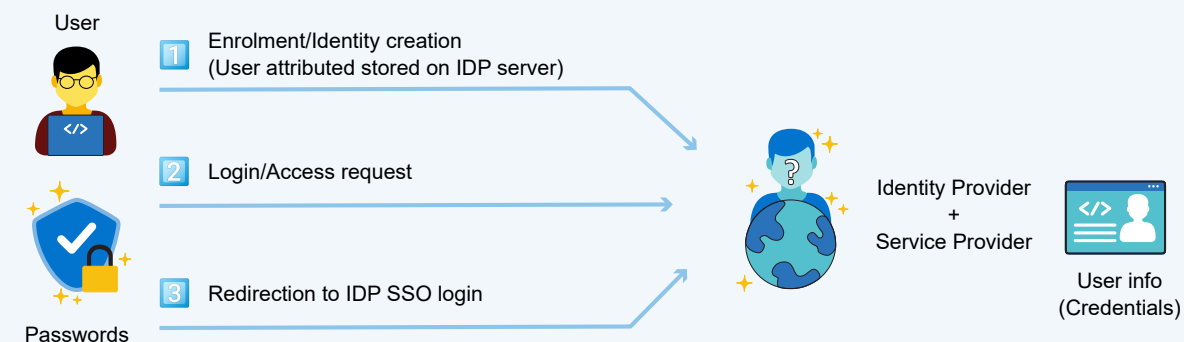 User
1
Enrolment/Identity creation
(User attributed stored on IDP server)
</>
2
Login/Access request
3
Redirection to IDP SSO login
Passwords
?
Identity Provider
+
Service Provider
</>
User info
(Credentials)